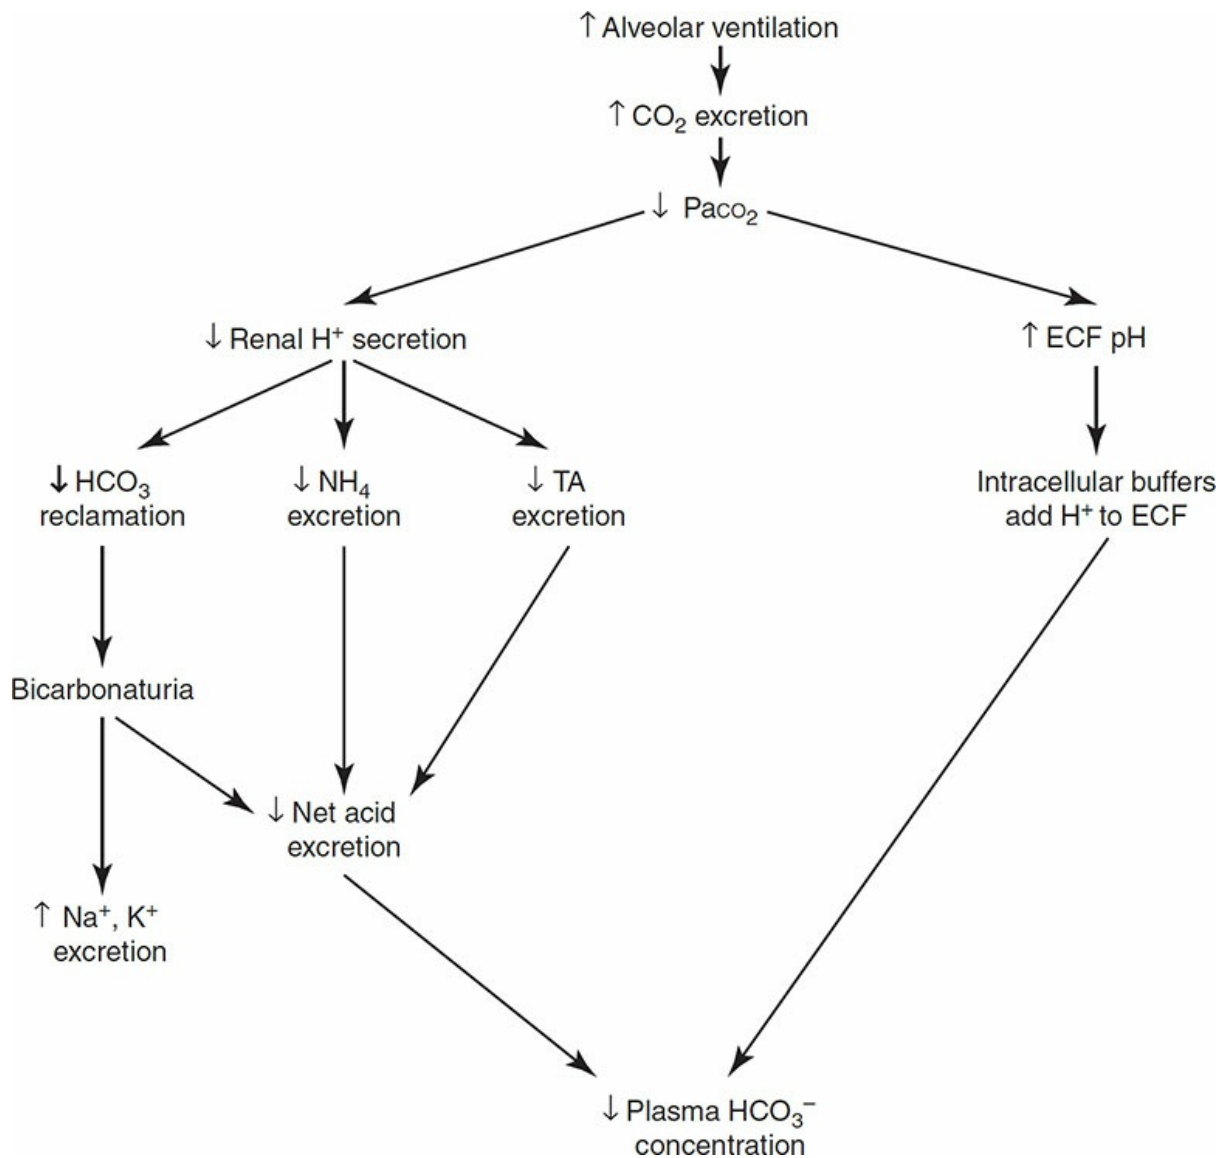 ↑ Alveolar ventilation
↑ CO₂ excretion
↓ Paco₂
↓ Renal H⁺ secretion
↑ ECF pH
↓ HCO₃
reclamation
↓ NH₄
excretion
↓ TA
excretion
Intracellular buffers
add H⁺ to ECF
Bicarbonaturia
↓ Net acid
excretion
↑ Na⁺, K⁺
excretion
↓ Plasma HCO₃⁻
concentration